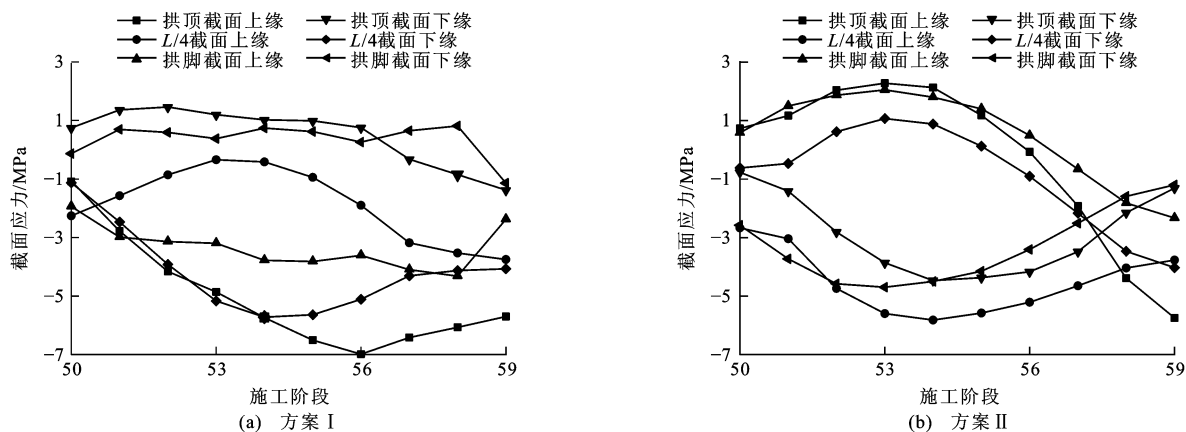 拱顶截面上缘 拱顶截面下缘
L/4截面上缘 L/4截面下缘
拱脚截面上缘 拱脚截面下缘
3
1
−1
−3
−5
−7
截面应力/MPa
50 53 56 59
施工阶段
(a) 方案Ⅰ
拱顶截面上缘 拱顶截面下缘
L/4截面上缘 L/4截面下缘
拱脚截面上缘 拱脚截面下缘
3
1
−1
−3
−5
−7
截面应力/MPa
50 53 56 59
施工阶段
(b) 方案Ⅱ